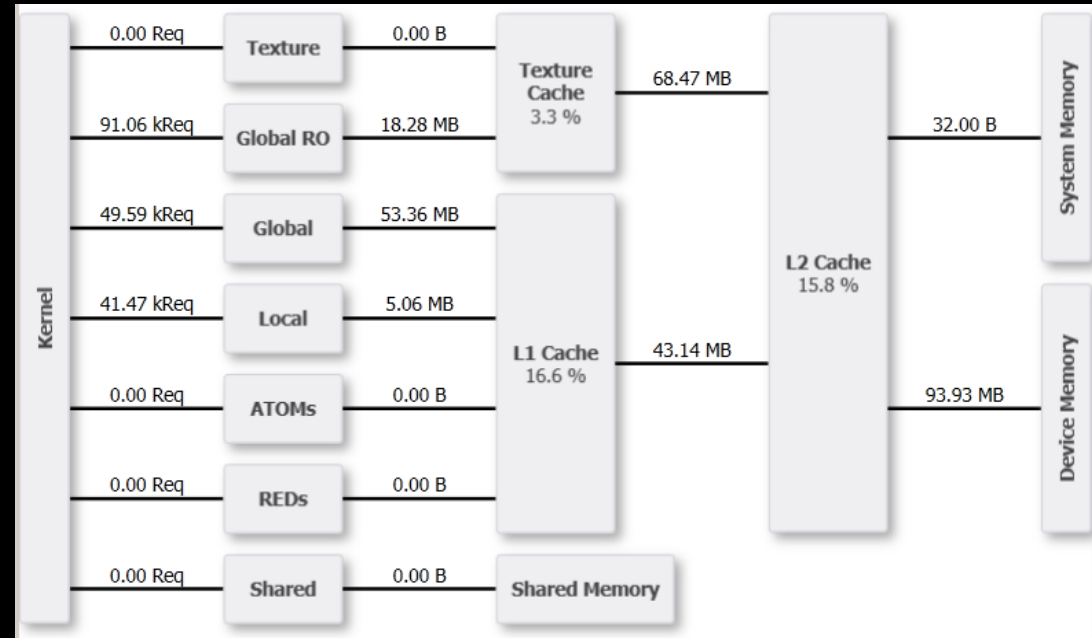 Kernel
0.00 Req
Texture
0.00 B
Texture
Cache
3.3 %
68.47 MB
91.06 kReq
Global RO
18.28 MB
49.59 kReq
Global
53.36 MB
41.47 kReq
Local
5.06 MB
L1 Cache
16.6 %
43.14 MB
0.00 Req
ATOMs
0.00 B
0.00 Req
REDs
0.00 B
0.00 Req
Shared
0.00 B
Shared Memory
L2 Cache
15.8 %
32.00 B
System Memory
93.93 MB
Device Memory